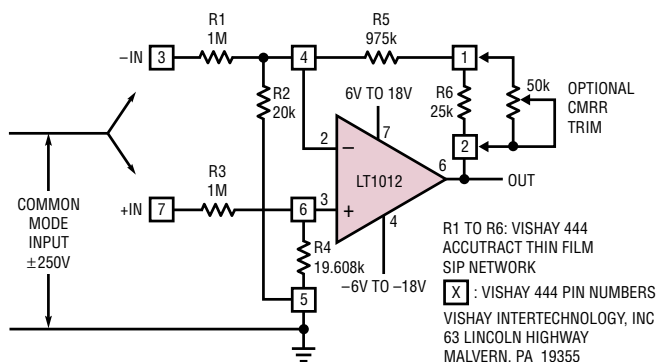 R1
1M
–IN
3
4
R5
975k
1
R2
20k
R6
25k
50k
OPTIONAL
CMRR
TRIM
6V TO 18V
2
7
2
–
6
LT1012
OUT
COMMON
MODE
INPUT
±250V
R3
1M
+IN
7
6
3
+
4
R4
19.608k
–6V TO –18V
5
R1 TO R6: VISHAY 444
ACCUTRACT THIN FILM
SIP NETWORK
X : VISHAY 444 PIN NUMBERS
VISHAY INTERTECHNOLOGY, INC
63 LINCOLN HIGHWAY
MALVERN, PA 19355